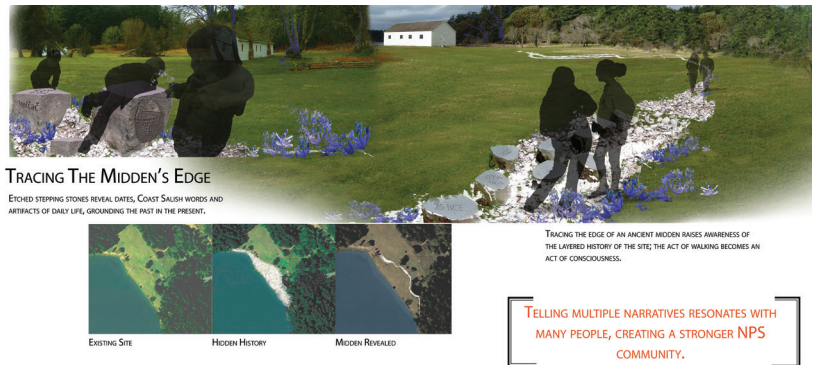 TRACING THE MIDDEN'S EDGE
ETCHED STEPPING STONES REVEAL DATES, COAST SALISH WORDS AND
ARTIFACTS OF DAILY LIFE, GROUNDING THE PAST IN THE PRESENT.
TRACING THE EDGE OF AN ANCIENT MIDDEN RAISES AWARENESS OF
THE LAYERED HISTORY OF THE SITE; THE ACT OF WALKING BECOMES AN
ACT OF CONSCIOUSNESS.
EXISTING SITE
HIDDEN HISTORY
MIDDEN REVEALED
TELLING MULTIPLE NARRATIVES RESONATES WITH
MANY PEOPLE, CREATING A STRONGER NPS
COMMUNITY.